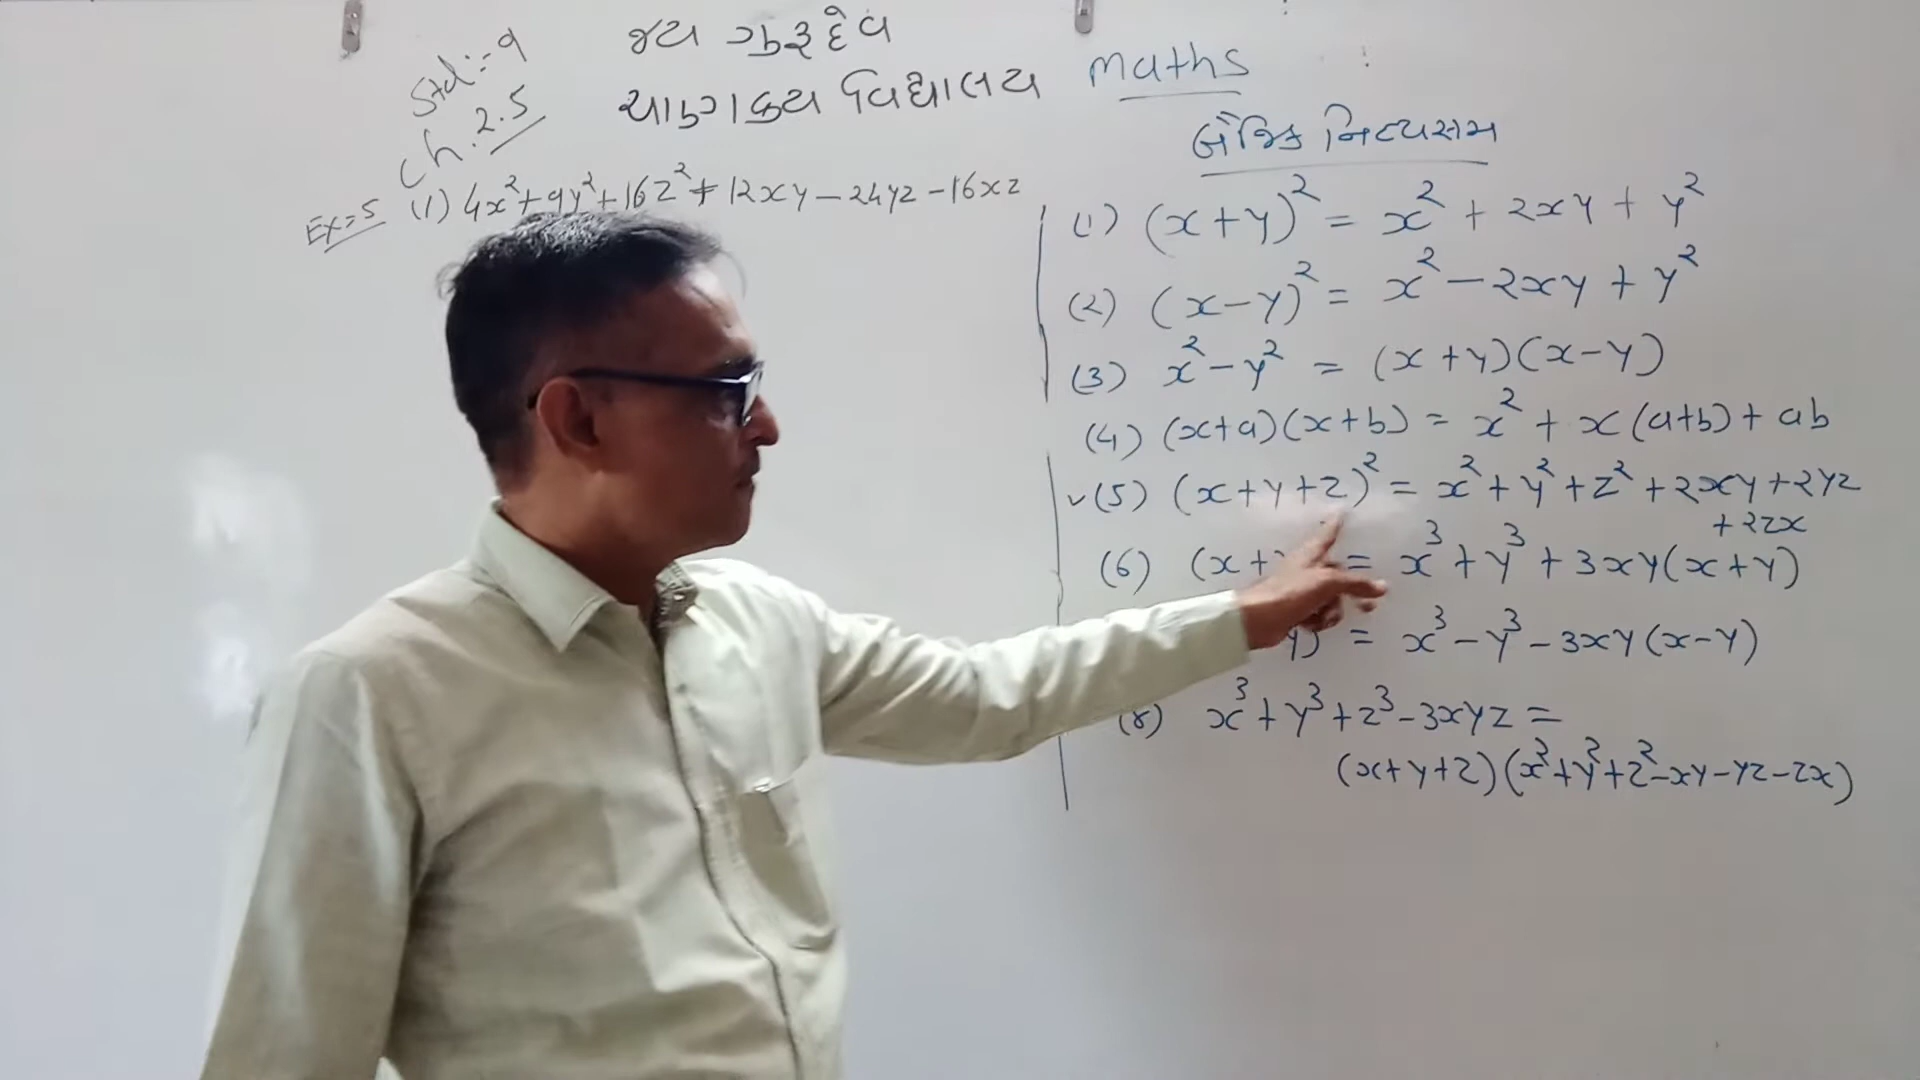 જય ગુરૂદેવ
ચાણક્ય વિદ્યાલય
Std:-9
Ch. 2.5
Ex=5 (1) 4x² + 9y² + 16z² + 12xy - 24yz - 16xz
Maths
બૈજિક નિત્યસમ
(1) (x+y)² = x² + 2xy + y²
(2) (x-y)² = x² - 2xy + y²
(3) x² - y² = (x+y)(x-y)
(4) (x+a)(x+b) = x² + x(a+b) + ab
✓(5) (x+y+z)² = x² + y² + z² + 2xy + 2yz
+ 2zx
(6) (x+ = x³ + y³ + 3xy(x+y)
y) = x³ - y³ - 3xy(x-y)
(8) x³ + y³ + z³ - 3xyz =
(x+y+z)(x³ + y³ + z² - xy - yz - zx)